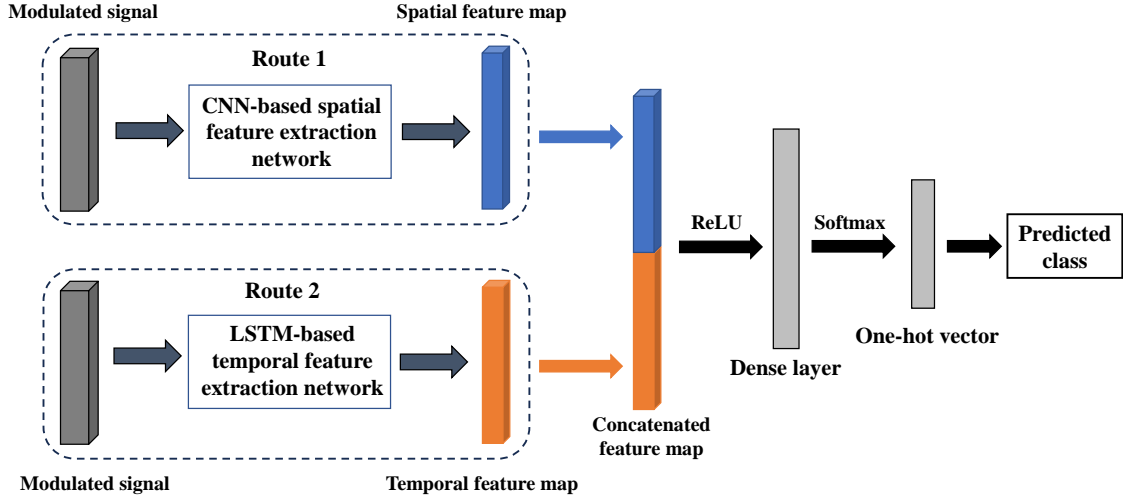 Modulated signal
Spatial feature map
Route 1
CNN-based spatial
feature extraction
network
ReLU
Softmax
Predicted
class
Route 2
LSTM-based
temporal feature
extraction network
One-hot vector
Dense layer
Concatenated
feature map
Modulated signal
Temporal feature map